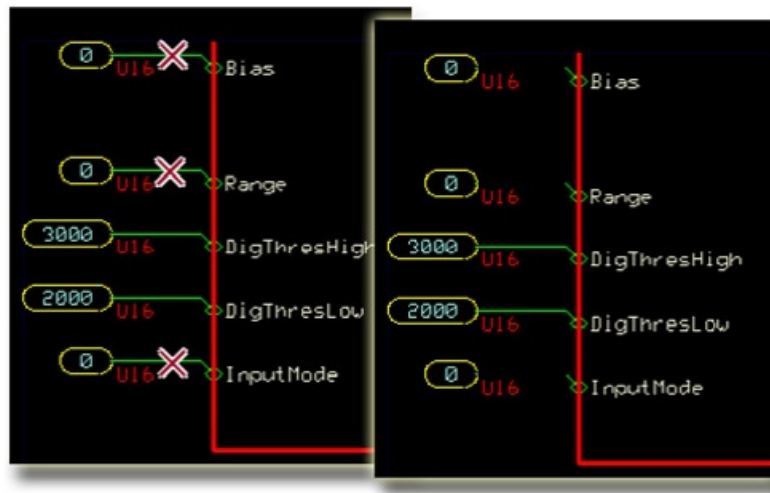 0 U16 Bias
0 U16 Range
3000 U16 DigThresHigh
2000 U16 DigThresLow
0 U16 InputMode
0 U16 Bias
0 U16 Range
3000 U16 DigThresHigh
2000 U16 DigThresLow
0 U16 InputMode